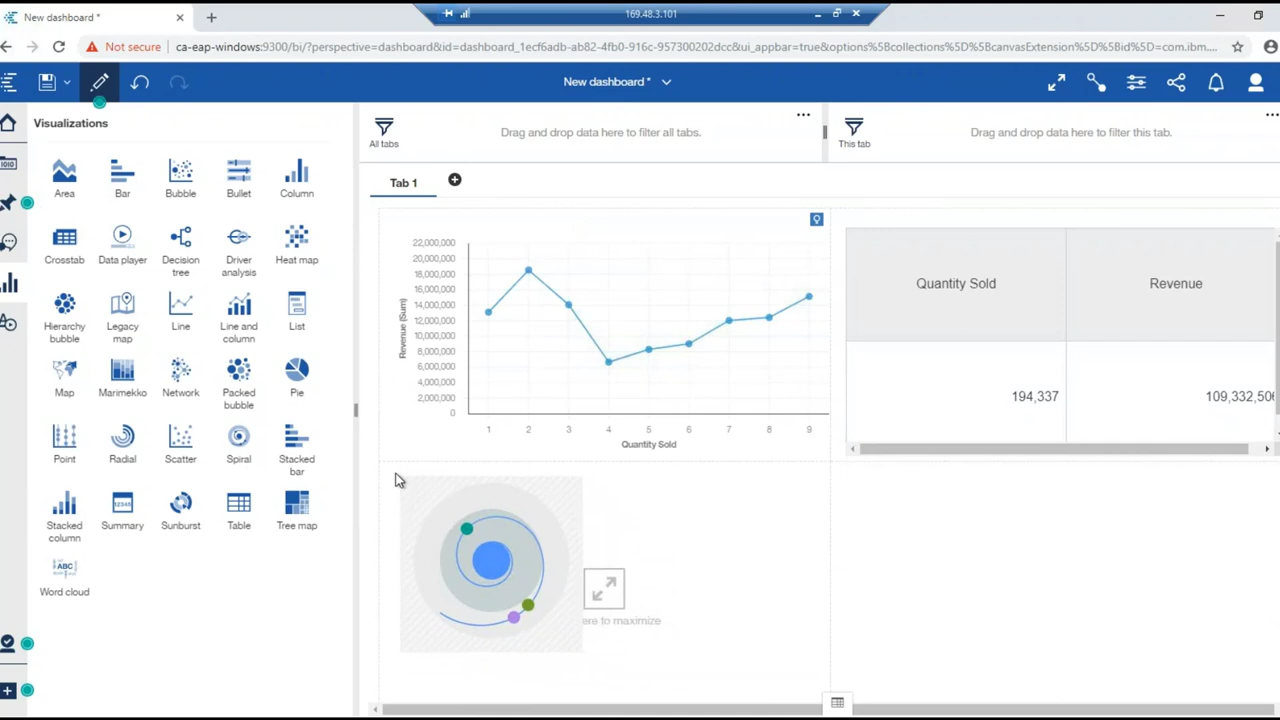 New dashboard *
169.48.3.101
Not secure
ca-eap-windows:9300/bi/?perspective=dashboard&id=dashboard_1ecf6adb-ab82-4fb0-916c-957300202dcc&ui_appbar=true&options%5Bcollections%5D%5BcanvasExtension%5D%5Bid%5D=com.ibm....
New dashboard *
Visualizations
Area
Bar
Bubble
Bullet
Column
Crosstab
Data player
Decision
tree
Driver
analysis
Heat map
Hierarchy
bubble
Legacy
map
Line
Line and
column
List
Map
Marimekko
Network
Packed
bubble
Pie
Point
Radial
Scatter
Spiral
Stacked
bar
Stacked
column
Summary
Sunburst
Table
Tree map
ABC
Word cloud
All tabs
Drag and drop data here to filter all tabs.
This tab
Drag and drop data here to filter this tab.
Tab 1
Revenue (Sum)
22,000,000
20,000,000
18,000,000
16,000,000
14,000,000
12,000,000
10,000,000
8,000,000
6,000,000
4,000,000
2,000,000
0
1 2 3 4 5 6 7 8 9
Quantity Sold
Quantity Sold
Revenue
194,337
109,332,506
ere to maximize